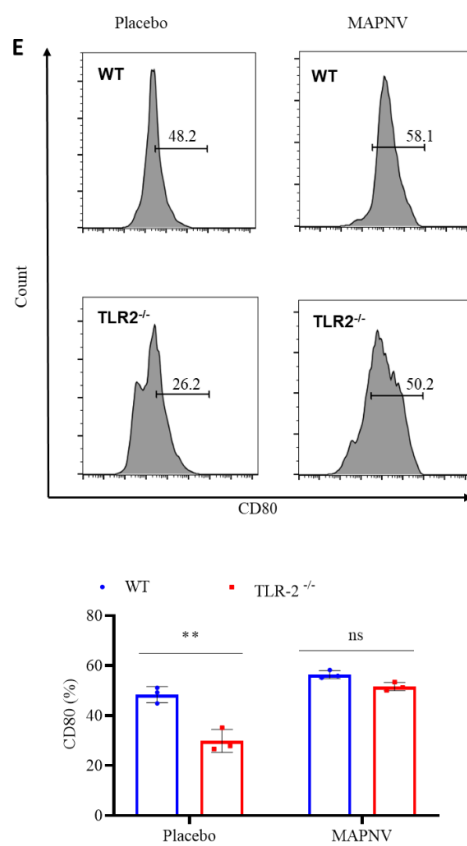 Placebo MAPNV
E
WT WT
48.2 58.1
TLR2-/- TLR2-/-
26.2 50.2
Count
CD80
WT TLR-2 -/-
80
60
40
20
0
CD80 (%)
** ns
Placebo MAPNV